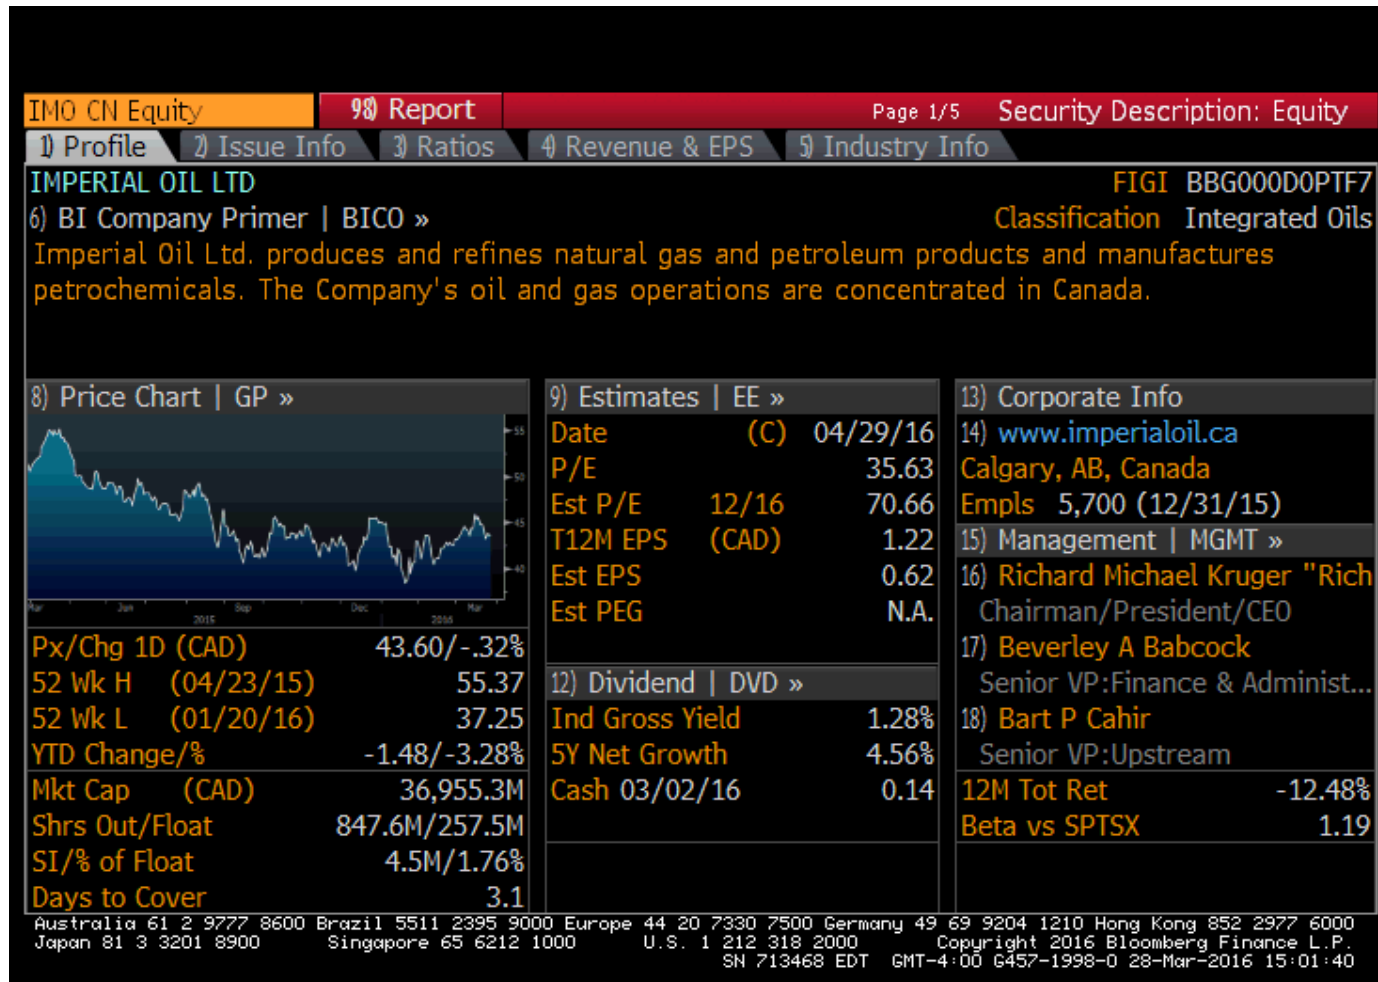 IMO CN Equity 98) Report Page 1/5 Security Description: Equity
1) Profile 2) Issue Info 3) Ratios 4) Revenue & EPS 5) Industry Info
IMPERIAL OIL LTD FIGI BBG000D0PTF7
6) BI Company Primer | BICO » Classification Integrated Oils
Imperial Oil Ltd. produces and refines natural gas and petroleum products and manufactures
petrochemicals. The Company's oil and gas operations are concentrated in Canada.
8) Price Chart | GP »
55
50
45
40
Mar Jun Sep Dec Mar
2015 2016
Px/Chg 1D (CAD) 43.60/-.32%
52 Wk H (04/23/15) 55.37
52 Wk L (01/20/16) 37.25
YTD Change/% -1.48/-3.28%
Mkt Cap (CAD) 36,955.3M
Shrs Out/Float 847.6M/257.5M
SI/% of Float 4.5M/1.76%
Days to Cover 3.1
9) Estimates | EE »
Date (C) 04/29/16
P/E 35.63
Est P/E 12/16 70.66
T12M EPS (CAD) 1.22
Est EPS 0.62
Est PEG N.A.
12) Dividend | DVD »
Ind Gross Yield 1.28%
5Y Net Growth 4.56%
Cash 03/02/16 0.14
13) Corporate Info
14) www.imperialoil.ca
Calgary, AB, Canada
Empls 5,700 (12/31/15)
15) Management | MGMT »
16) Richard Michael Kruger "Rich
Chairman/President/CEO
17) Beverley A Babcock
Senior VP:Finance & Administ...
18) Bart P Cahir
Senior VP:Upstream
12M Tot Ret -12.48%
Beta vs SPTSX 1.19
Australia 61 2 9777 8600 Brazil 5511 2395 9000 Europe 44 20 7330 7500 Germany 49 69 9204 1210 Hong Kong 852 2977 6000
Japan 81 3 3201 8900 Singapore 65 6212 1000 U.S. 1 212 318 2000 Copyright 2016 Bloomberg Finance L.P.
SN 713468 EDT GMT-4:00 G457-1998-0 28-Mar-2016 15:01:40